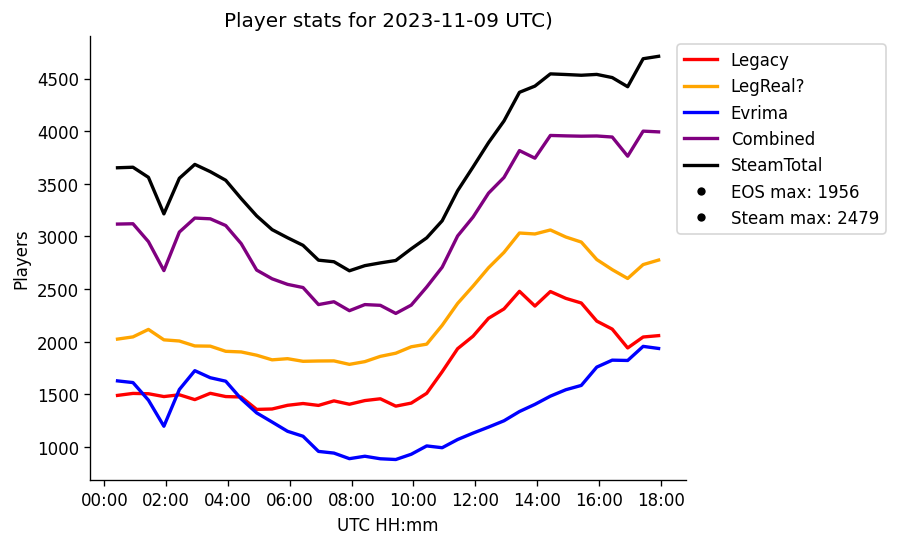 Player stats for 2023-11-09 UTC)
Legacy
LegReal?
Evrima
Combined
SteamTotal
EOS max: 1956
Steam max: 2479
Players
4500
4000
3500
3000
2500
2000
1500
1000
00:00 02:00 04:00 06:00 08:00 10:00 12:00 14:00 16:00 18:00
UTC HH:mm